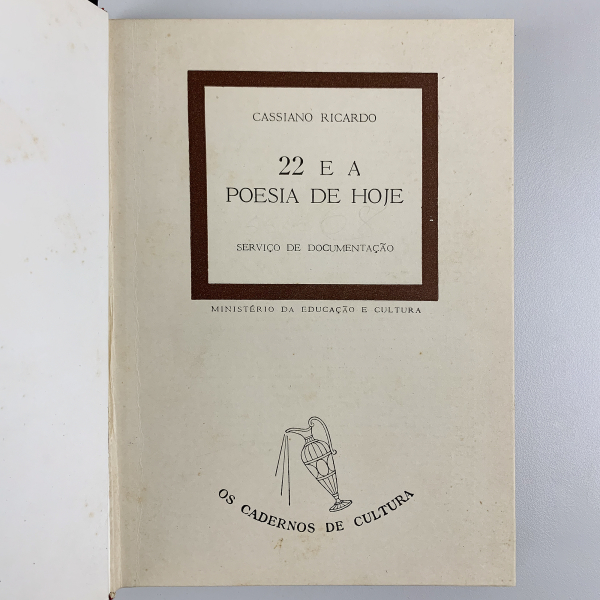 CASSIANO RICARDO
22 E A
POESIA DE HOJE
SERVIÇO DE DOCUMENTAÇÃO
MINISTÉRIO DA EDUCAÇÃO E CULTURA
OS CADERNOS DE CULTURA